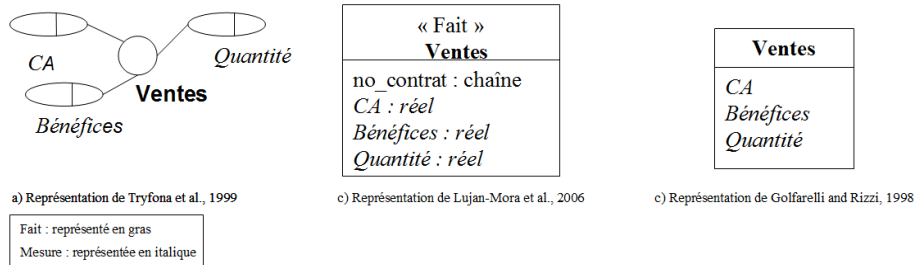 CA
Quantité
Ventes
Bénéfices
a) Représentation de Tryfona et al., 1999
« Fait »
Ventes
no_contrat : chaîne
CA : réel
Bénéfices : réel
Quantité : réel
c) Représentation de Lujan-Mora et al., 2006
Ventes
CA
Bénéfices
Quantité
c) Représentation de Golfarelli and Rizzi, 1998
Fait : représenté en gras
Mesure : représentée en italique